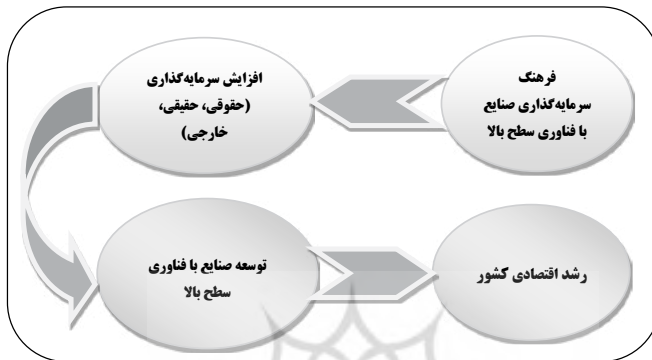 فرهنگ
سرمایه‌گذاری صنایع
با فناوری سطح بالا
افزایش سرمایه‌گذاری
(حقوقی، حقیقی،
خارجی)
توسعه صنایع با فناوری
سطح بالا
رشد اقتصادی کشور